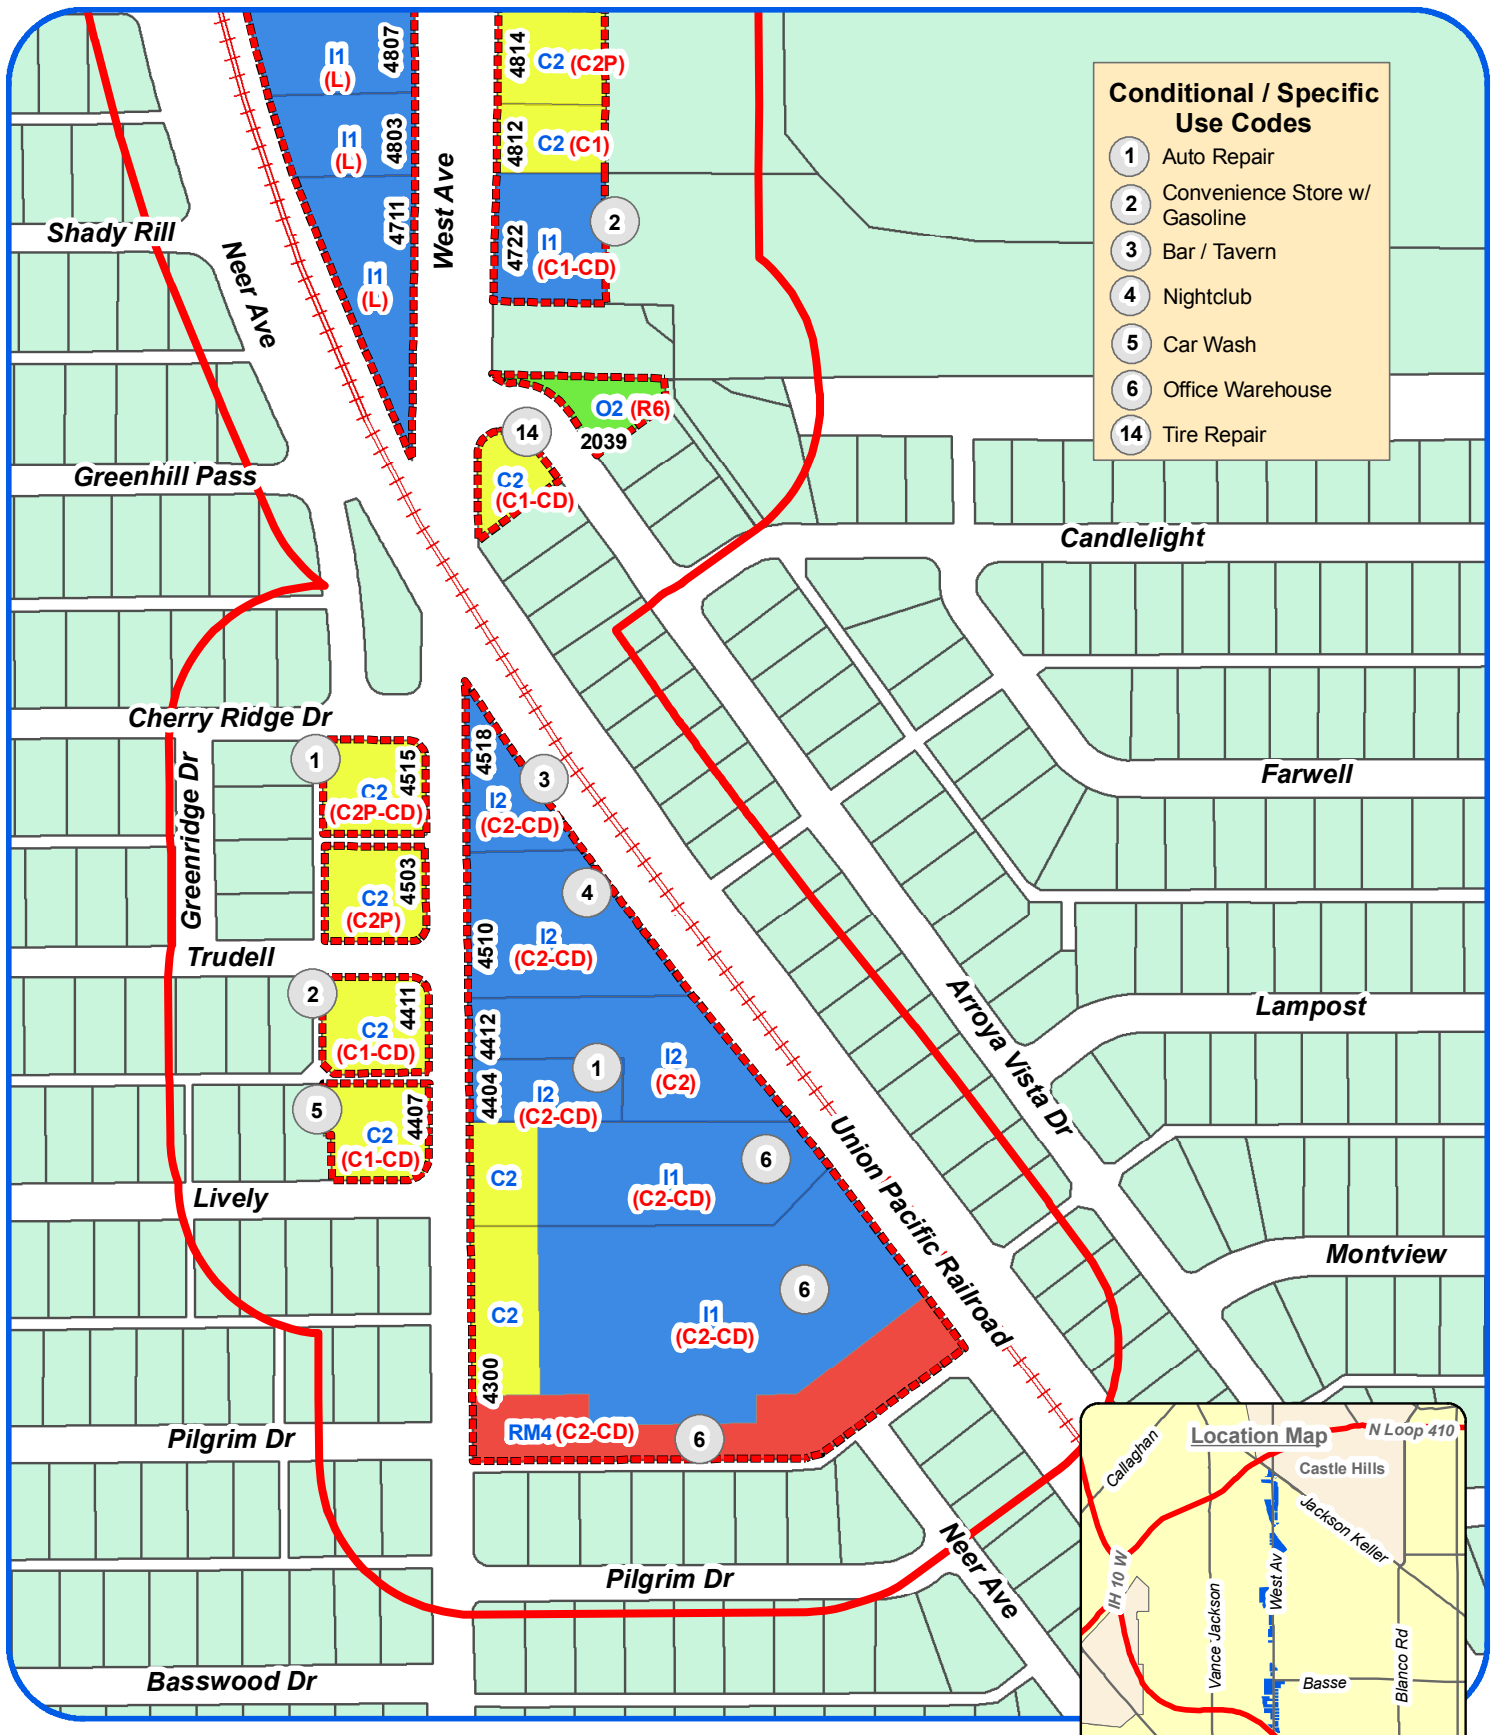 Conditional / Specific
Use Codes
1 Auto Repair
2 Convenience Store w/
Gasoline
3 Bar / Tavern
4 Nightclub
5 Car Wash
6 Office Warehouse
14 Tire Repair
4807
I1
(L)
4803
I1
(L)
4711
I1
(L)
West Ave
4814
C2 (C2P)
4812
C2 (C1)
4722
2
I1
(C1-CD)
Shady Rill
Neer Ave
O2 (R6)
2039
14
C2
(C1-CD)
Greenhill Pass
Candlelight
Cherry Ridge Dr
Greenridge Dr
1
4515
C2
(C2P-CD)
4503
C2
(C2P)
Trudell
2
4411
C2
(C1-CD)
5
4407
C2
(C1-CD)
Lively
4518
3
I2
(C2-CD)
4
4510
I2
(C2-CD)
4412
I2
(C2)
4404
1
I2
(C2-CD)
C2
6
I1
(C2-CD)
C2
6
I1
(C2-CD)
4300
RM4 (C2-CD)
6
Farwell
Lampost
Arroya Vista Dr
Union Pacific Railroad
Montview
Pilgrim Dr
Pilgrim Dr
Neer Ave
Basswood Dr
Location Map
N Loop 410
Callaghan
Castle Hills
Jackson Keller
IH 10 W
Vance Jackson
West Av
Basse
Blanco Rd